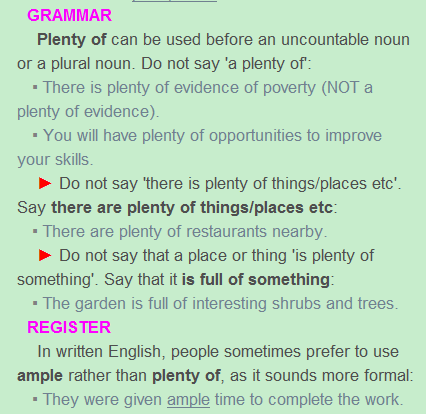 GRAMMAR
Plenty of can be used before an uncountable noun
or a plural noun. Do not say 'a plenty of':
▪ There is plenty of evidence of poverty (NOT a
plenty of evidence).
▪ You will have plenty of opportunities to improve
your skills.
► Do not say 'there is plenty of things/places etc'.
Say there are plenty of things/places etc:
▪ There are plenty of restaurants nearby.
► Do not say that a place or thing 'is plenty of
something'. Say that it is full of something:
▪ The garden is full of interesting shrubs and trees.
REGISTER
In written English, people sometimes prefer to use
ample rather than plenty of, as it sounds more formal:
▪ They were given ample time to complete the work.